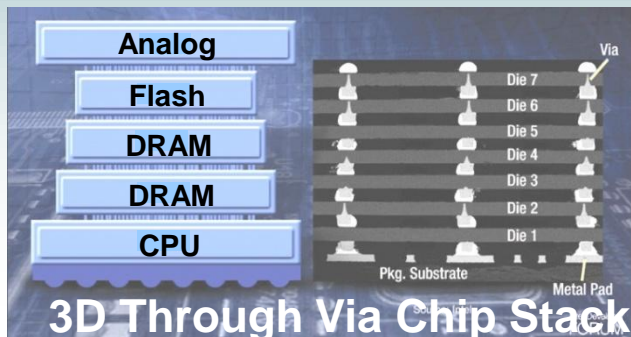 Analog
Flash
DRAM
DRAM
CPU
Via
Die 7
Die 6
Die 5
Die 4
Die 3
Die 2
Die 1
Pkg. Substrate
Metal Pad
3D Through Via Chip Stack